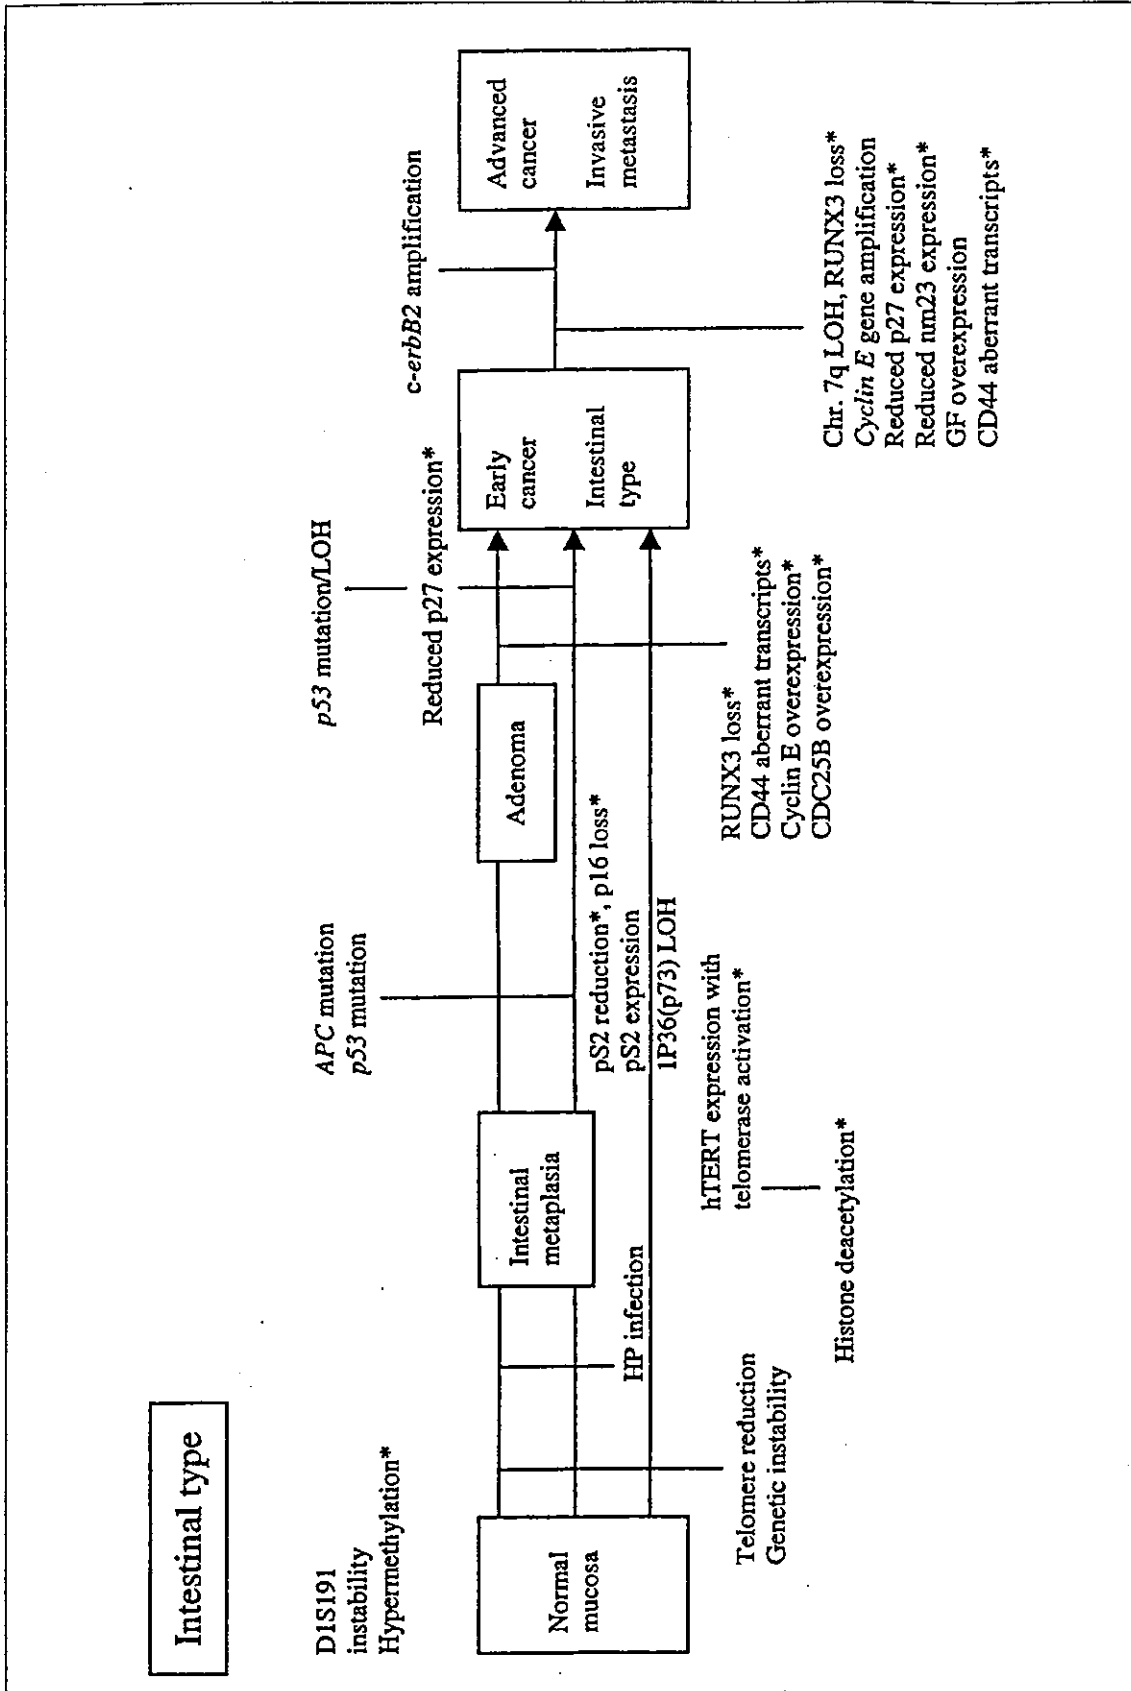 Intestinal type
D1S191
instability
Hypermethylation*
APC mutation
p53 mutation
p53 mutation/LOH
Reduced p27 expression*
c-erbB2 amplification
Normal
mucosa
Intestinal
metaplasia
Adenoma
Early
cancer
Intestinal
type
Advanced
cancer
Invasive
metastasis
HP infection
pS2 reduction*, p16 loss*
pS2 expression
1P36(p73) LOH
Telomere reduction
Genetic instability
hTERT expression with
telomerase activation*
Histone deacetylation*
RUNX3 loss*
CD44 aberrant transcripts*
Cyclin E overexpression*
CDC25B overexpression*
Chr. 7q LOH, RUNX3 loss*
Cyclin E gene amplification
Reduced p27 expression*
Reduced nm23 expression*
GF overexpression
CD44 aberrant transcripts*